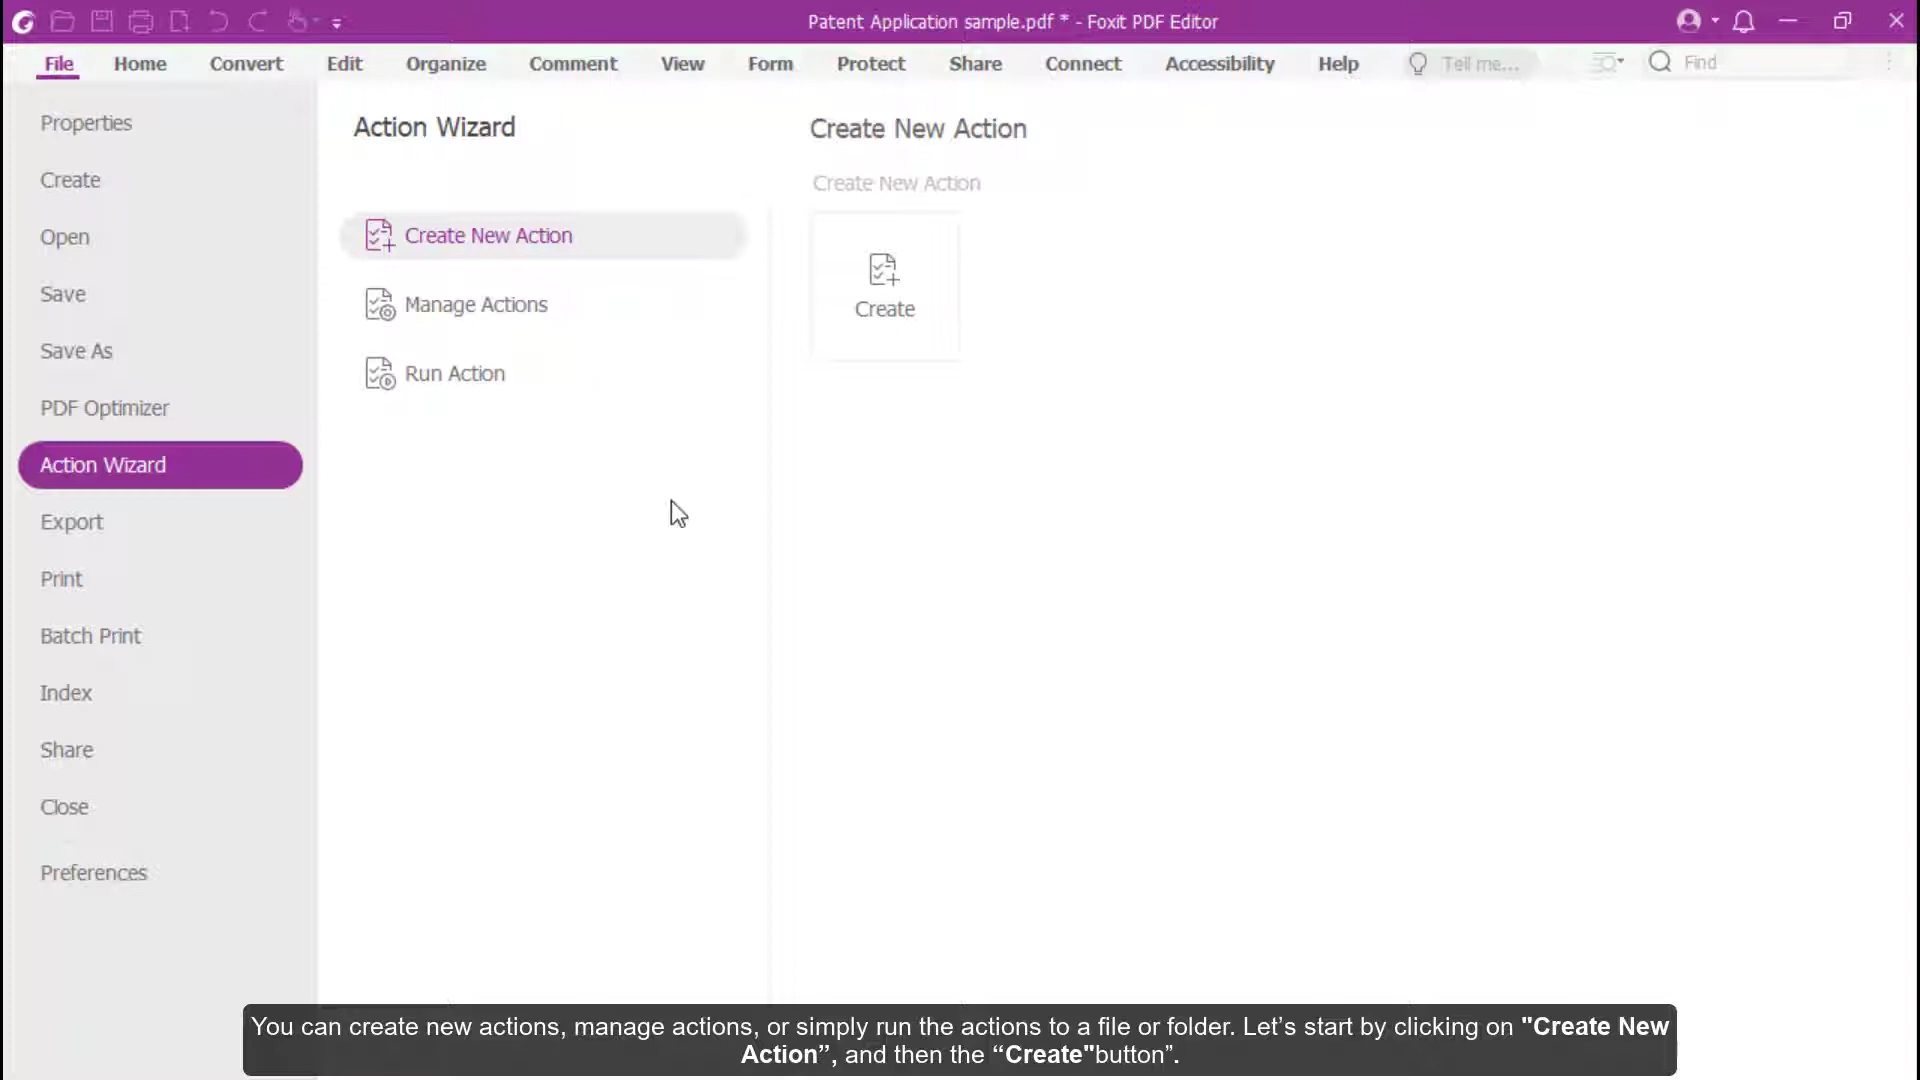 Patent Application sample.pdf * - Foxit PDF Editor
File Home Convert Edit Organize Comment View Form Protect Share Connect Accessibility Help Tell me... Find
Properties
Create
Open
Save
Save As
PDF Optimizer
Action Wizard
Export
Print
Batch Print
Index
Share
Close
Preferences
Action Wizard
Create New Action
Manage Actions
Run Action
Create New Action
Create New Action
Create
You can create new actions, manage actions, or simply run the actions to a file or folder. Let’s start by clicking on "Create New
Action”, and then the “Create"button”.